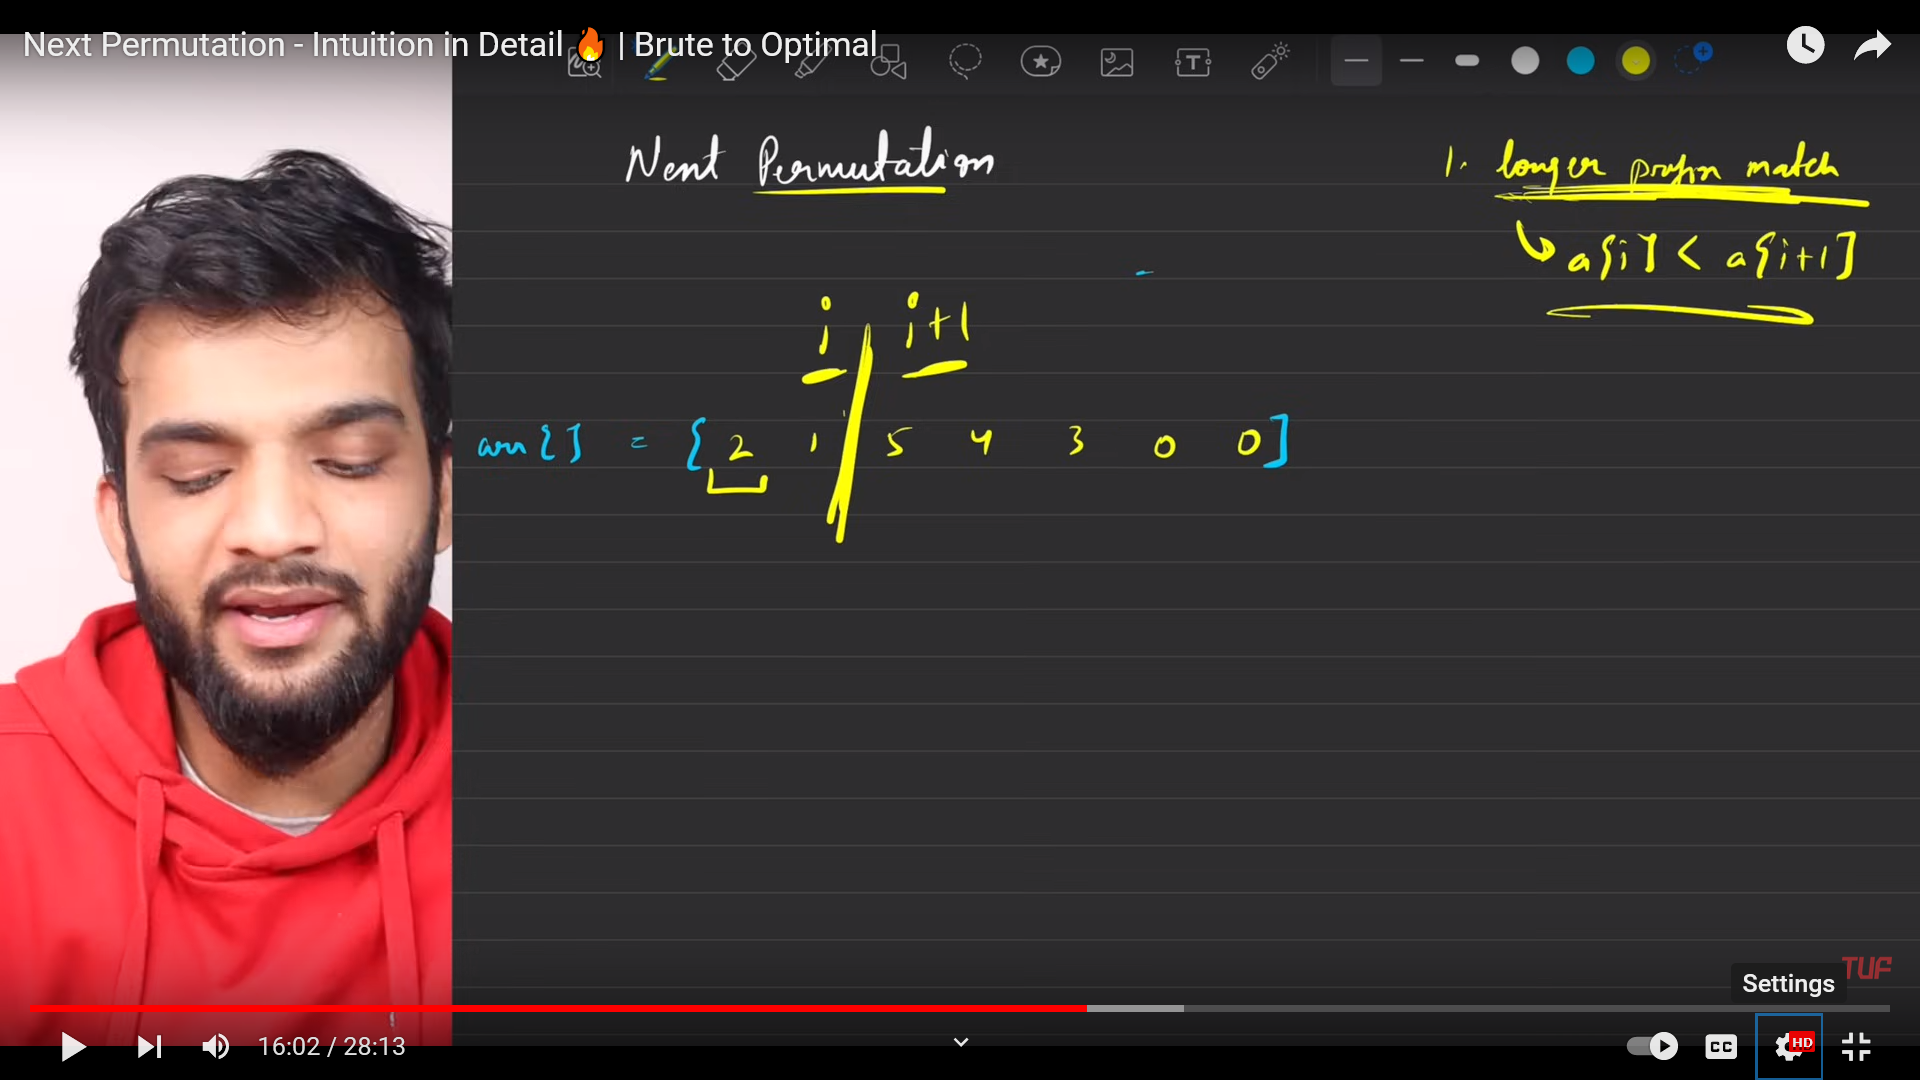 Next Permutation - Intuition in Detail🔥 | Brute to Optimal
Next Permutation
1. longer prefix match
↳ a[i] < a[i+1]
i i+1
arr[] = { 2 1 5 4 3 0 0 ]
TUF
Settings
16:02 / 28:13
CC
HD